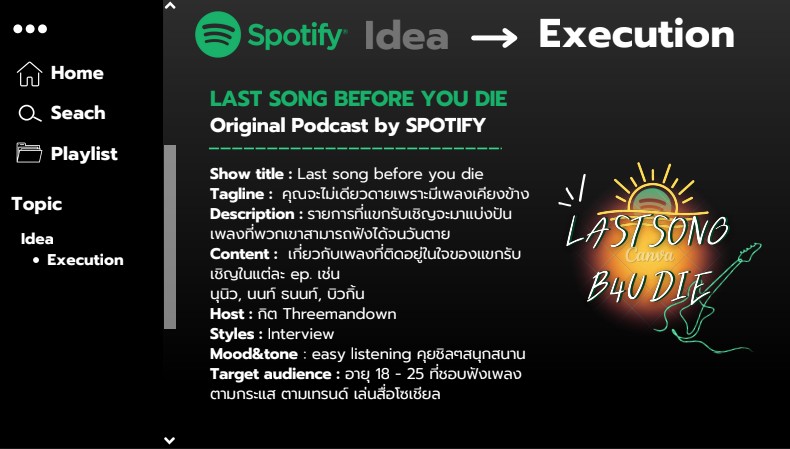 Home
Seach
Playlist
Topic
Idea
• Execution
Spotify Idea → Execution
LAST SONG BEFORE YOU DIE
Original Podcast by SPOTIFY
Show title : Last song before you die
Tagline : คุณจะไม่เดียวดายเพราะมีเพลงเคียงข้าง
Description : รายการที่แขกรับเชิญจะมาแบ่งปัน
เพลงที่พวกเขาสามารถฟังได้จนวันตาย
Content : เกี่ยวกับเพลงที่ติดอยู่ในใจของแขกรับ
เชิญในแต่ละ ep. เช่น
นุนิว, นนท์ ธนนท์, บิวกิ้น
Host : กิต Threemandown
Styles : Interview
Mood&tone : easy listening คุยชิลๆสนุกสนาน
Target audience : อายุ 18 - 25 ที่ชอบฟังเพลง
ตามกระแส ตามเทรนด์ เล่นสื่อโซเชียล
LAST SONG
Canva
B4U DIE